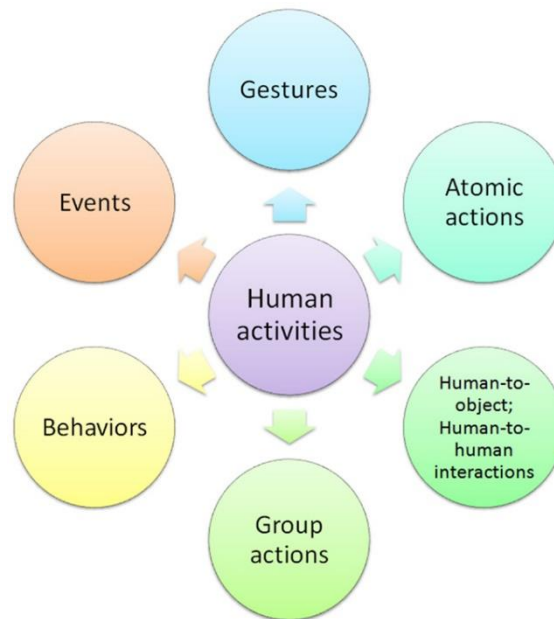 Gestures
Atomic
actions
Human-to-
object;
Human-to-
human
interactions
Group
actions
Behaviors
Events
Human
activities